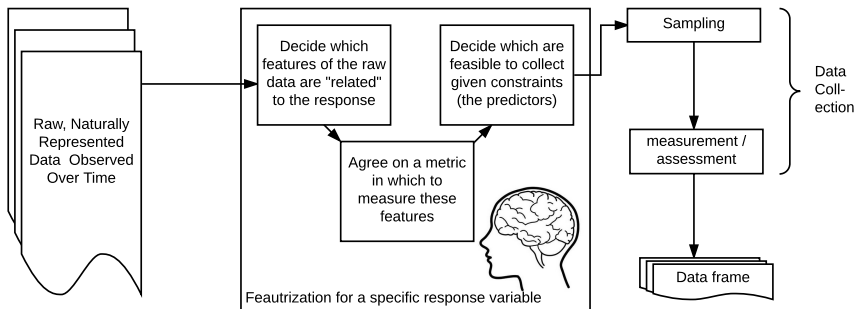 Raw, Naturally
Represented
Data Observed
Over Time
Decide which
features of the raw
data are "related"
to the response
Agree on a metric
in which to
measure these
features
Decide which are
feasible to collect
given constraints
(the predictors)
Feautrization for a specific response variable
Sampling
measurement /
assessment
Data frame
Data
Coll-
ection